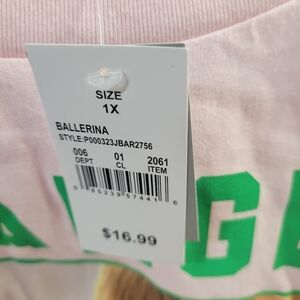 SIZE
1X
BALLERINA
STYLE:P000323JBAR2756
006 01 2061
DEPT CL ITEM
$16.99